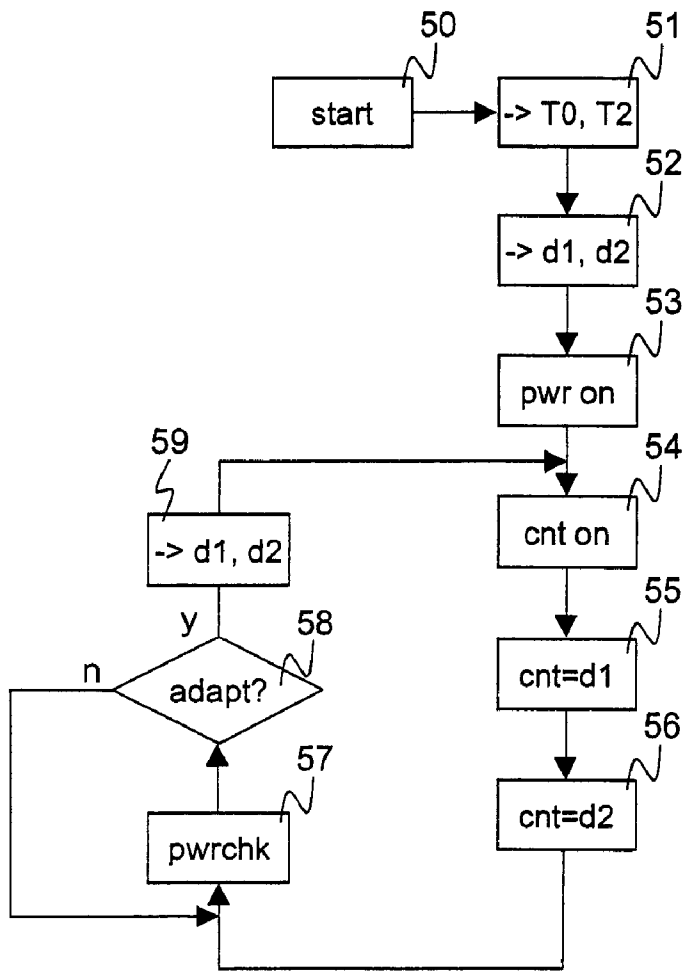 50
51
start
-> T0, T2
52
-> d1, d2
53
pwr on
59
54
-> d1, d2
cnt on
y
58
55
n
adapt?
cnt=d1
57
56
pwrchk
cnt=d2